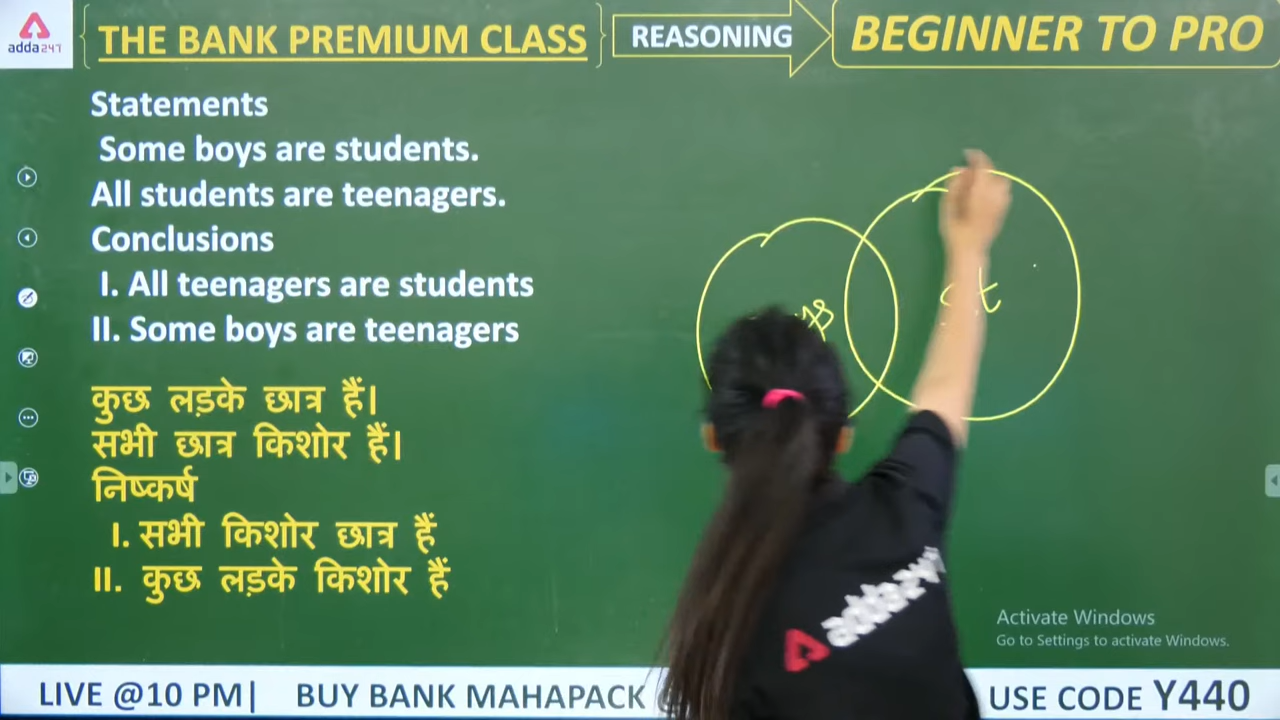 adda247
THE BANK PREMIUM CLASS
REASONING
BEGINNER TO PRO
Statements
Some boys are students.
All students are teenagers.
Conclusions
I. All teenagers are students
II. Some boys are teenagers
कुछ लड़के छात्र हैं।
सभी छात्र किशोर हैं।
निष्कर्ष
I. सभी किशोर छात्र हैं
II. कुछ लड़के किशोर हैं
adda247
Activate Windows
Go to Settings to activate Windows.
LIVE @10 PM| BUY BANK MAHAPACK
USE CODE Y440